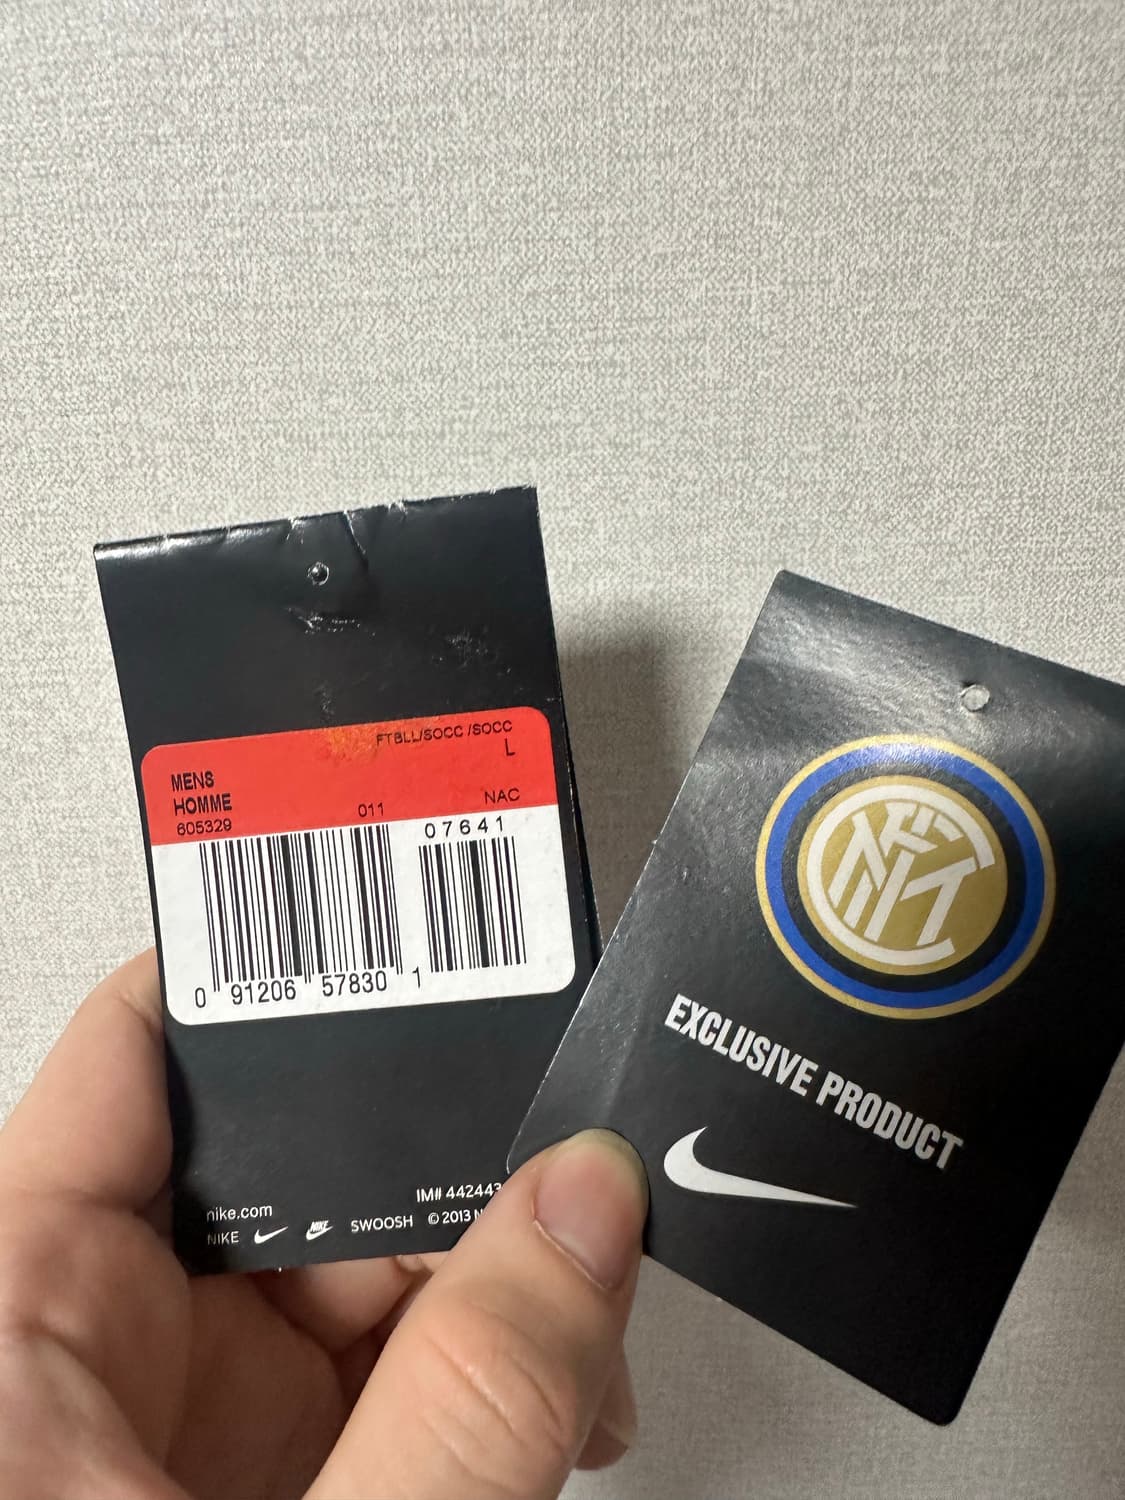 FTBLL/SOCC /SOCC
L
MENS
HOMME
605329 011 NAC
07641
0 91206 57830 1
IM# 442443
nike.com
NIKE NIKE SWOOSH © 2013
EXCLUSIVE PRODUCT